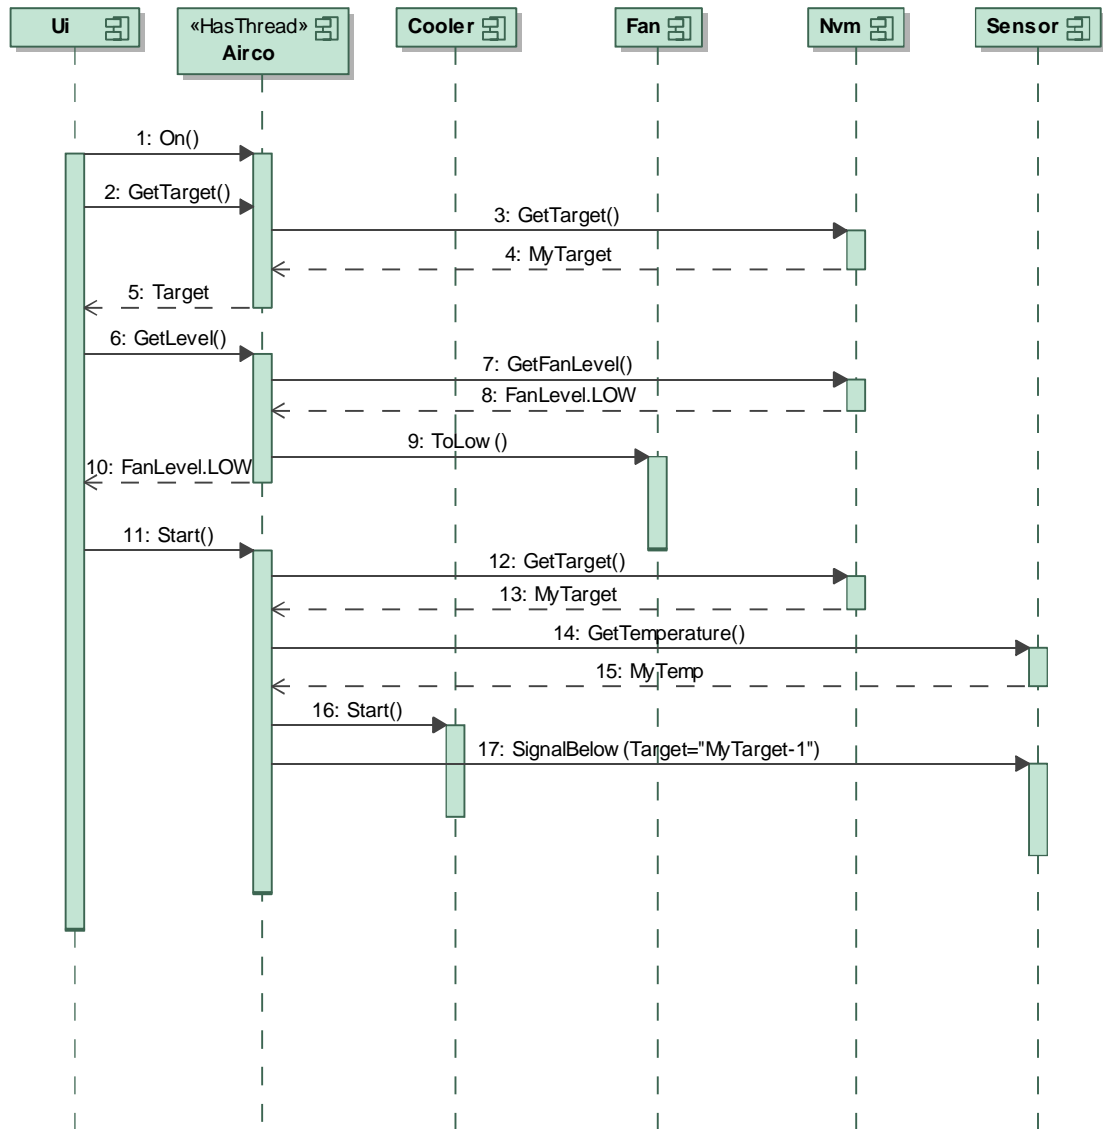 Ui
«HasThread»
Airco
Cooler
Fan
Nvm
Sensor
1: On()
2: GetTarget()
3: GetTarget()
4: MyTarget
5: Target
6: GetLevel()
7: GetFanLevel()
8: FanLevel.LOW
9: ToLow()
10: FanLevel.LOW
11: Start()
12: GetTarget()
13: MyTarget
14: GetTemperature()
15: MyTemp
16: Start()
17: SignalBelow(Target="MyTarget-1")